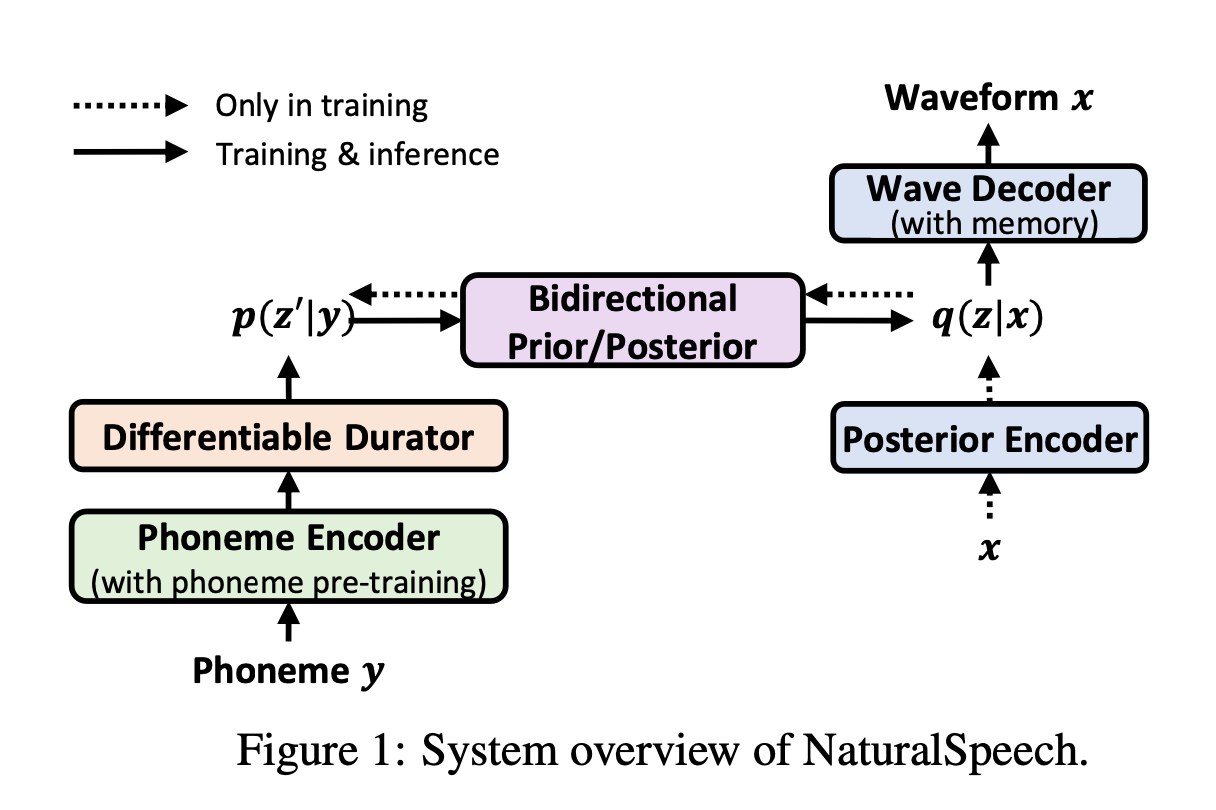 Only in training
Training & inference
Waveform x
Wave Decoder
(with memory)
p(z′|y)
Bidirectional
Prior/Posterior
q(z|x)
Differentiable Durator
Posterior Encoder
Phoneme Encoder
(with phoneme pre-training)
x
Phoneme y
Figure 1: System overview of NaturalSpeech.